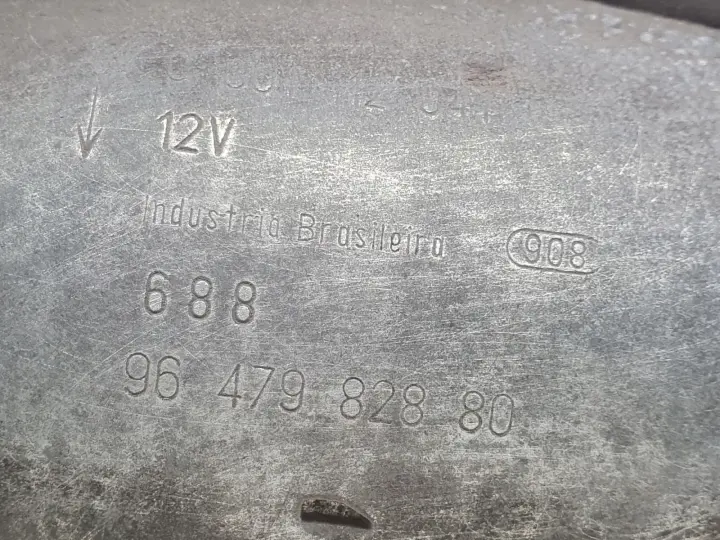 12V
Industria Brasileira 908
688
96 479 828 80